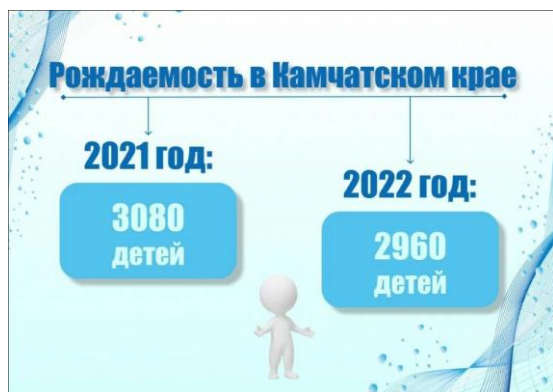 Рождаемость в Камчатском крае
2021 год:
3080
детей
2022 год:
2960
детей